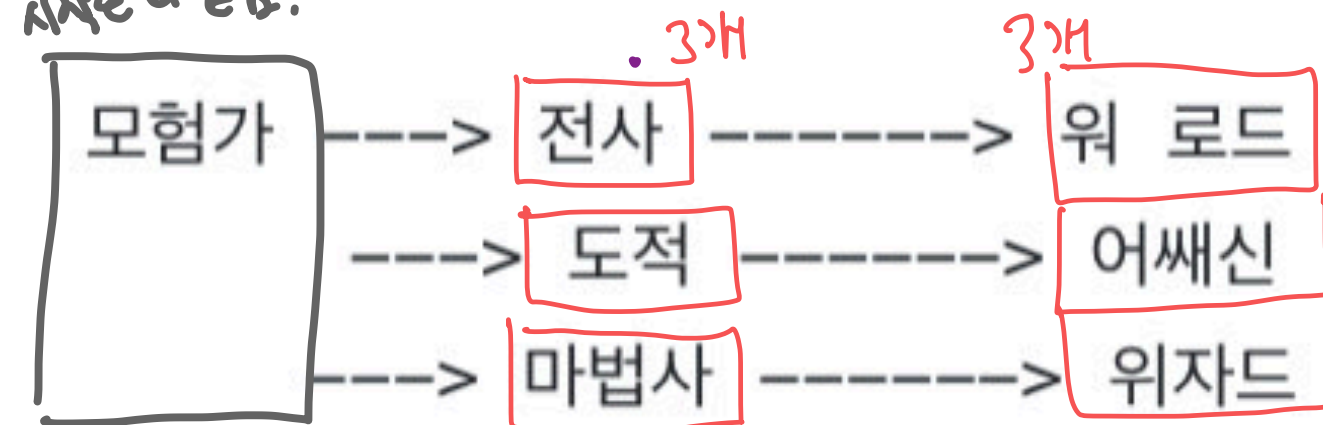 3개 3개
모험가 ---> 전사 -------> 워 로드
---> 도적 -------> 어쌔신
---> 마법사 -------> 위자드